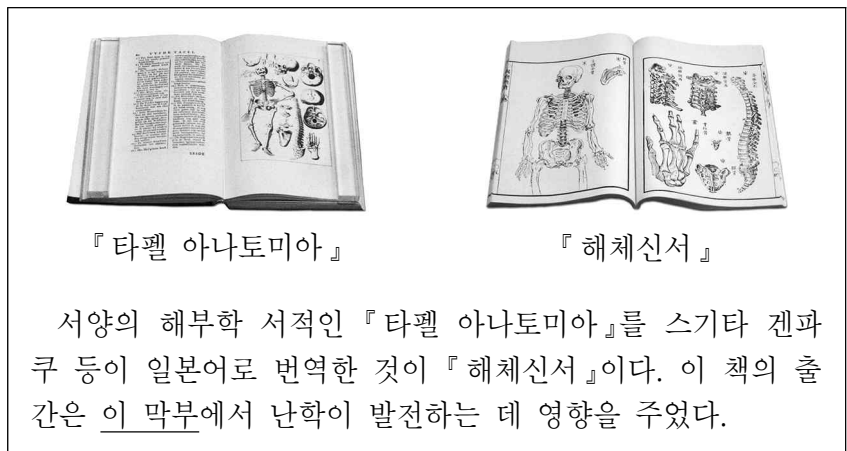 『타펠 아나토미아』
『해체신서』
서양의 해부학 서적인 『타펠 아나토미아』를 스기타 겐파
쿠 등이 일본어로 번역한 것이 『해체신서』이다. 이 책의 출
간은 이 막부에서 난학이 발전하는 데 영향을 주었다.